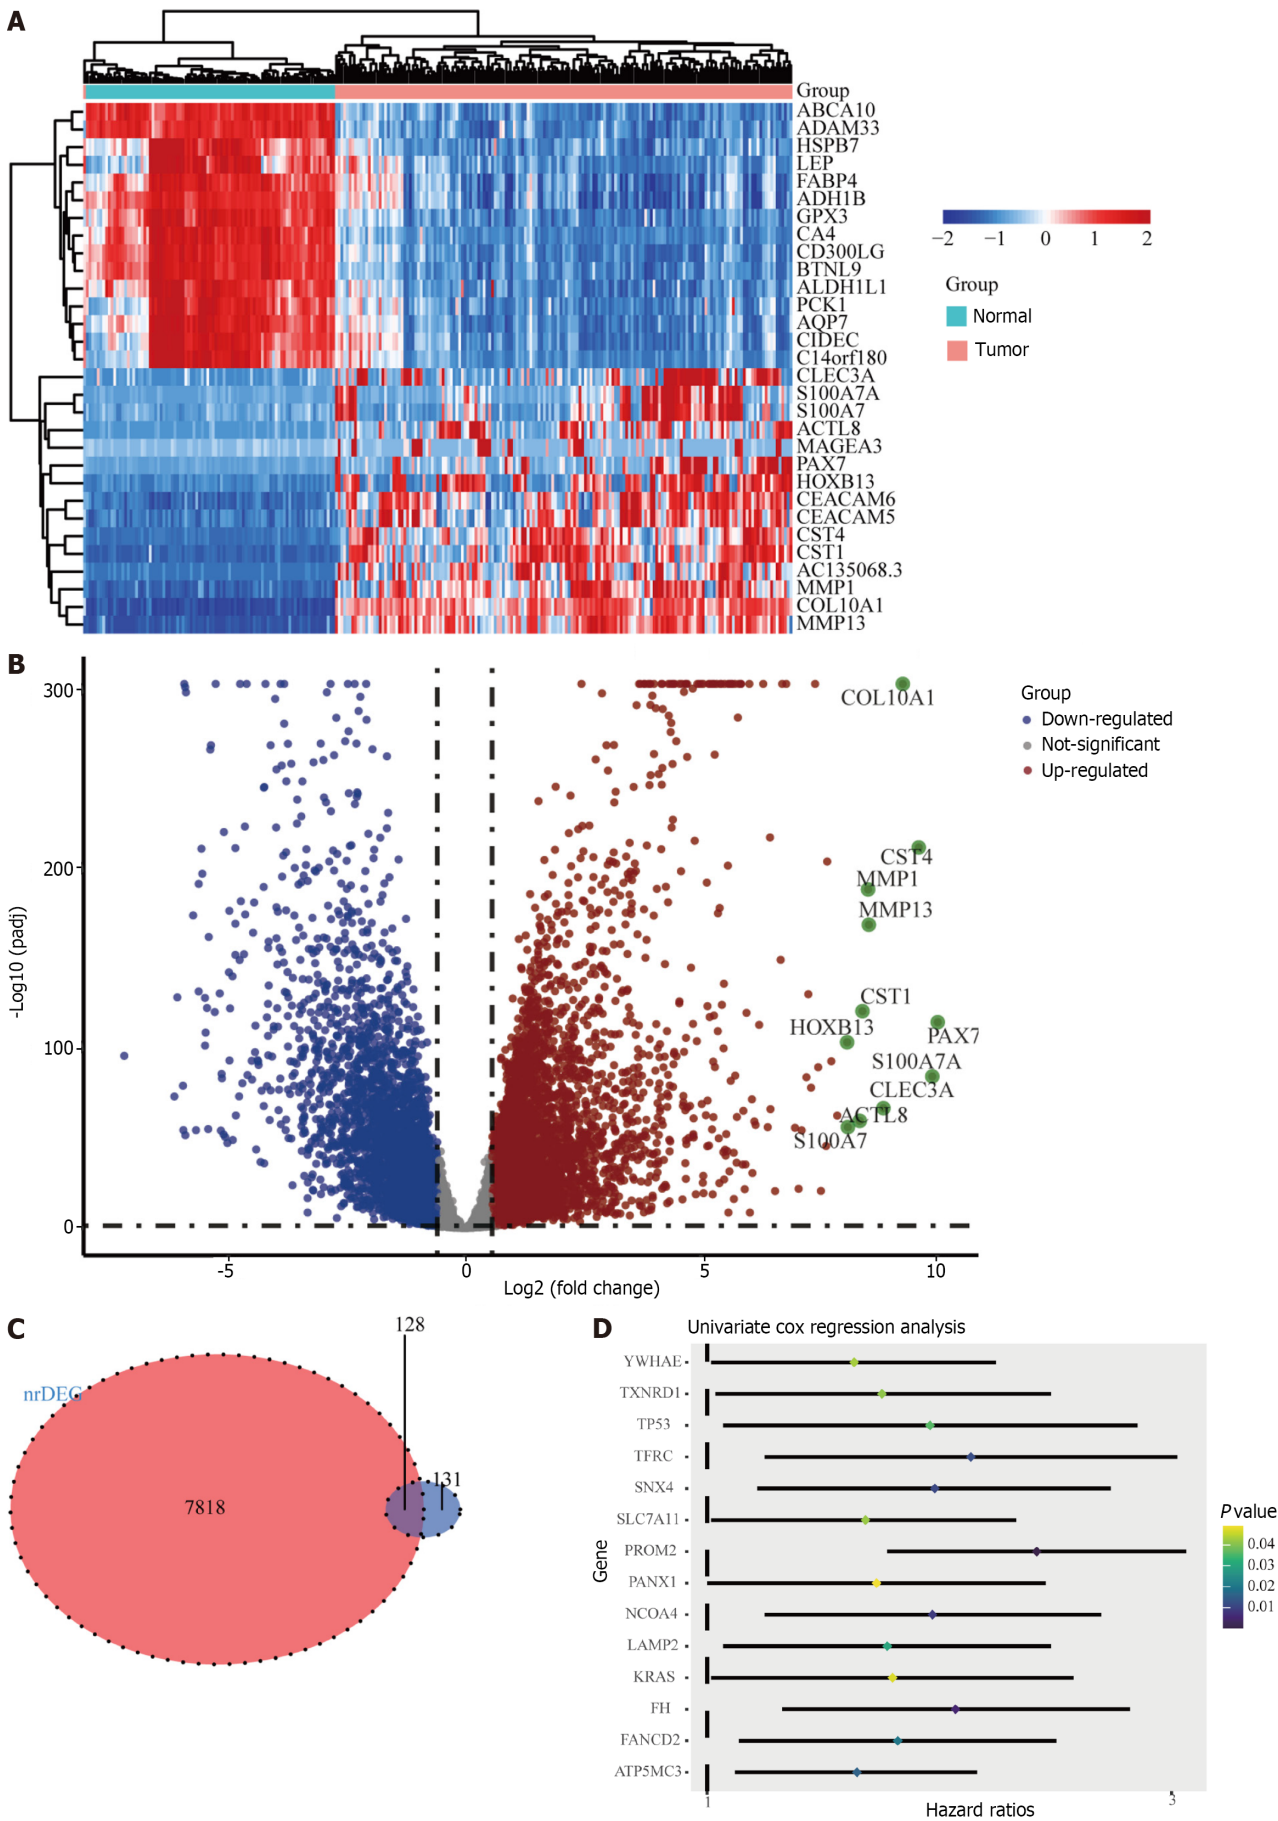 A
Group
ABCA10
ADAM33
HSPB7
LEP
FABP4
ADH1B
GPX3
CA4
CD300LG
BTNL9
ALDH1L1
PCK1
AQP7
CIDEC
C14orf180
CLEC3A
S100A7A
S100A7
ACTL8
MAGEA3
PAX7
HOXB13
CEACAM6
CEACAM5
CST4
CST1
AC135068.3
MMP1
COL10A1
MMP13
−2 −1 0 1 2
Group
Normal
Tumor
B
300
200
100
0
-Log10 (padj)
-5 0 5 10
Log2 (fold change)
COL10A1
CST4
MMP1
MMP13
CST1
HOXB13
PAX7
S100A7A
CLEC3A
ACTL8
S100A7
Group
Down-regulated
Not-significant
Up-regulated
C
128
nrDEG
131
7818
D
Univariate cox regression analysis
Gene
YWHAE
TXNRD1
TP53
TFRC
SNX4
SLC7A11
PROM2
PANX1
NCOA4
LAMP2
KRAS
FH
FANCD2
ATP5MC3
1 3
Hazard ratios
P value
0.04
0.03
0.02
0.01